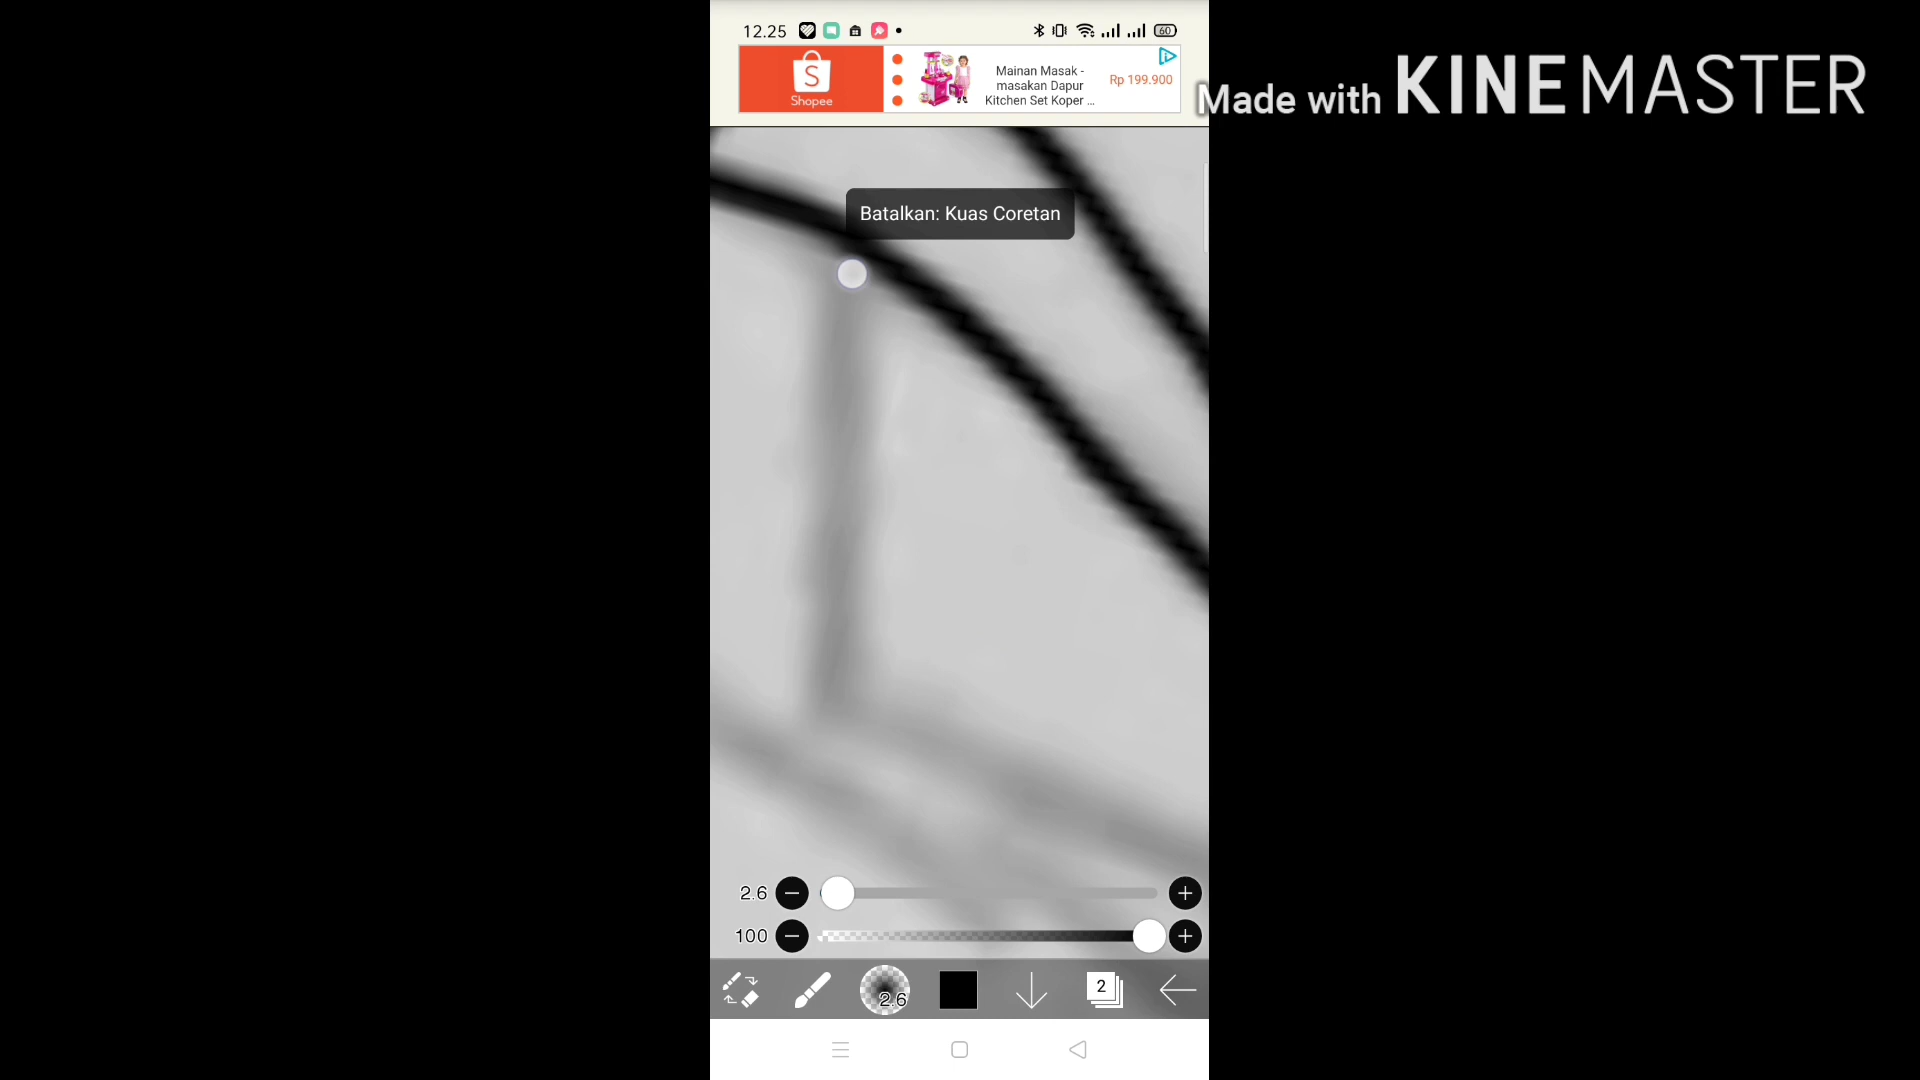 12.25
60
Shopee
Mainan Masak -
masakan Dapur
Kitchen Set Koper ...
Rp 199.900
Made with KINEMASTER
Batalkan: Kuas Coretan
2.6
100
2.6
2